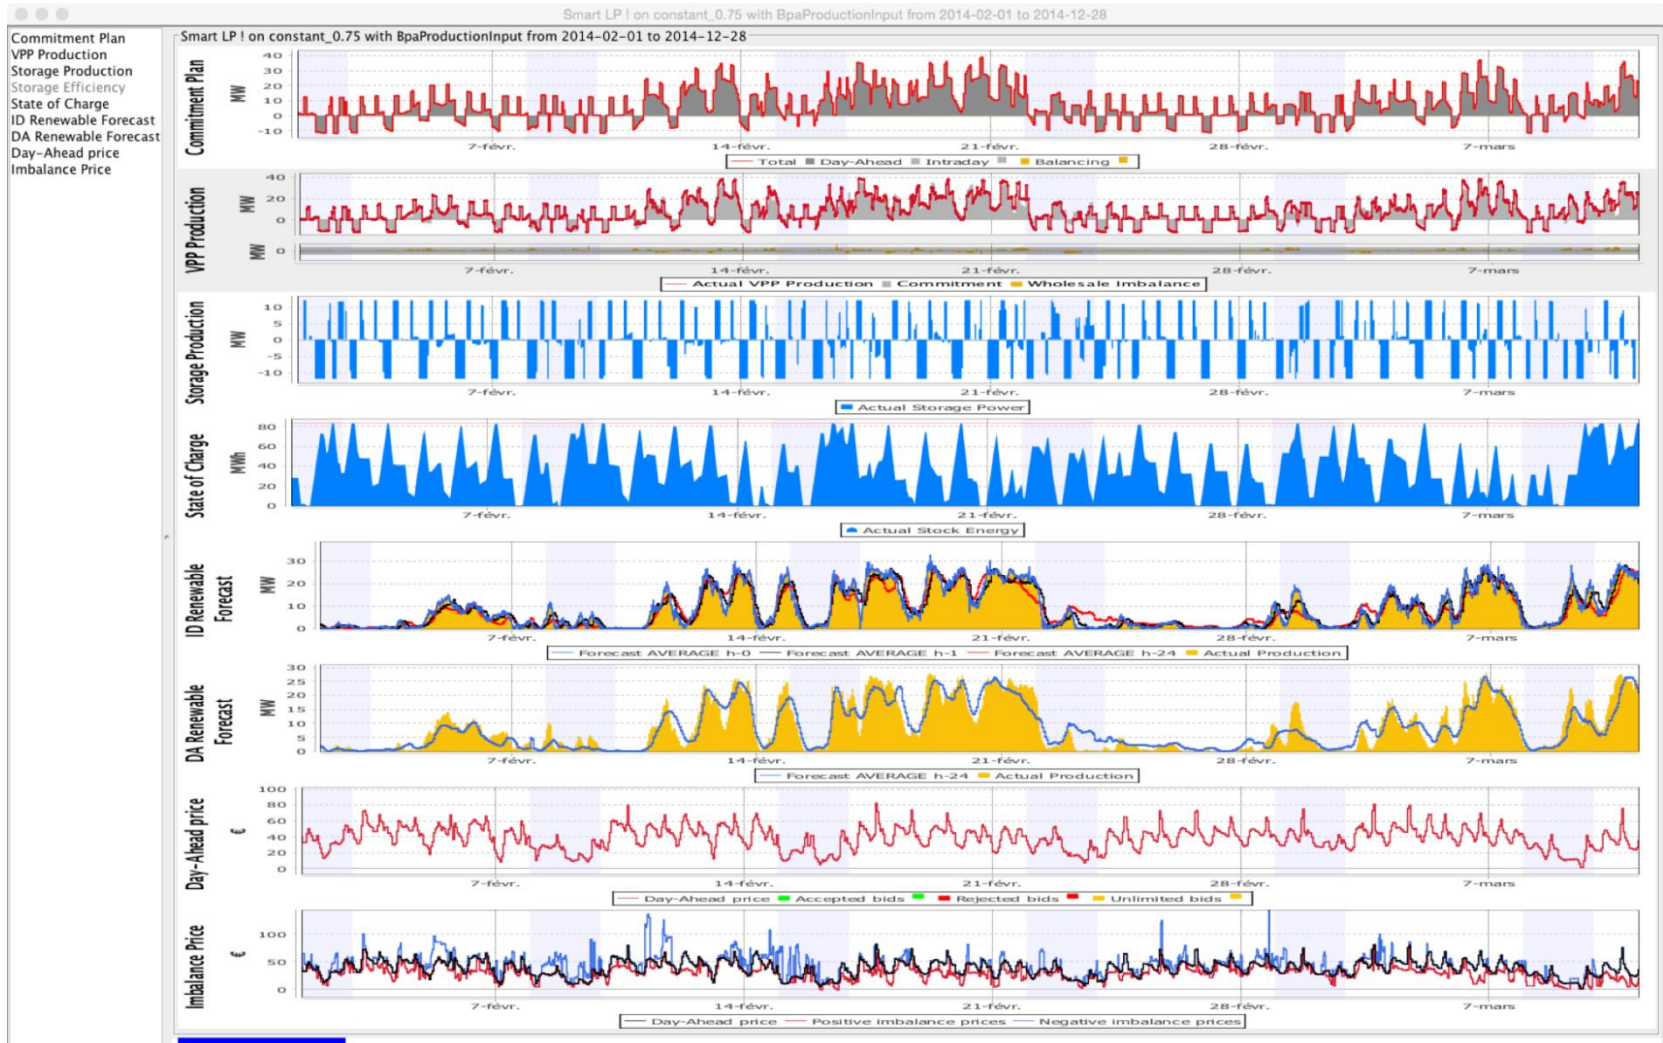 Smart LP ! on constant_0.75 with BpaProductionInput from 2014-02-01 to 2014-12-28
Commitment Plan
VPP Production
Storage Production
Storage Efficiency
State of Charge
ID Renewable Forecast
DA Renewable Forecast
Day-Ahead price
Imbalance Price
Smart LP ! on constant_0.75 with BpaProductionInput from 2014-02-01 to 2014-12-28
Commitment Plan
MW
40
30
20
10
0
-10
7-févr. 14-févr. 21-févr. 28-févr. 7-mars
Total Day-Ahead Intraday Balancing
VPP Production
MW
40
20
0
MW
0
7-févr. 14-févr. 21-févr. 28-févr. 7-mars
Actual VPP Production Commitment Wholesale Imbalance
Storage Production
MW
10
5
0
-5
-10
7-févr. 14-févr. 21-févr. 28-févr. 7-mars
Actual Storage Power
State of Charge
MWh
80
60
40
20
0
7-févr. 14-févr. 21-févr. 28-févr. 7-mars
Actual Stock Energy
ID Renewable
Forecast
MW
30
20
10
0
7-févr. 14-févr. 21-févr. 28-févr. 7-mars
Forecast AVERAGE h-0 Forecast AVERAGE h-1 Forecast AVERAGE h-24 Actual Production
DA Renewable
Forecast
MW
30
25
20
15
10
5
0
7-févr. 14-févr. 21-févr. 28-févr. 7-mars
Forecast AVERAGE h-24 Actual Production
Day-Ahead price
€
100
80
60
40
20
0
7-févr. 14-févr. 21-févr. 28-févr. 7-mars
Day-Ahead price Accepted bids Rejected bids Unlimited bids
Imbalance Price
€
100
50
0
7-févr. 14-févr. 21-févr. 28-févr. 7-mars
Day-Ahead price Positive imbalance prices Negative imbalance prices